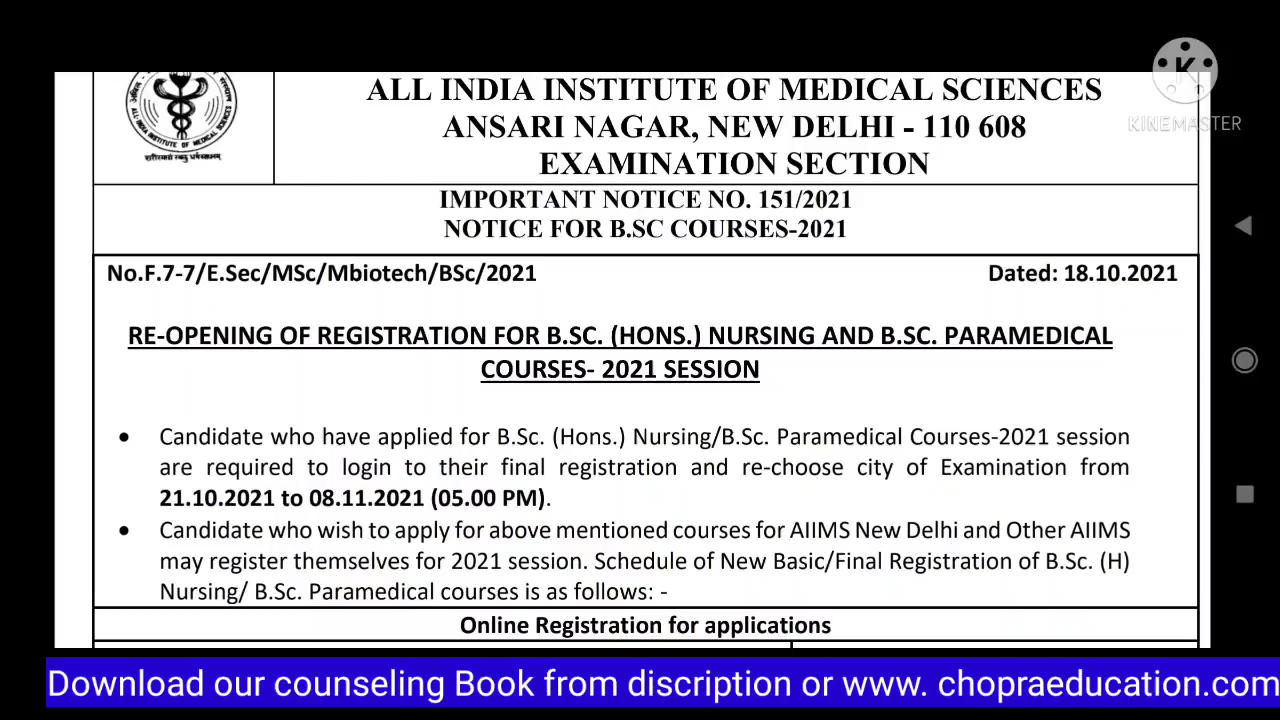 ALL INDIA INSTITUTE OF MEDICAL SCIENCES
ANSARI NAGAR, NEW DELHI - 110 608
EXAMINATION SECTION
ALL INDIA INSTITUTE OF MEDICAL SCIENCES
KINEMASTER
IMPORTANT NOTICE NO. 151/2021
NOTICE FOR B.SC COURSES-2021
No.F.7-7/E.Sec/MSc/Mbiotech/BSc/2021 Dated: 18.10.2021
RE-OPENING OF REGISTRATION FOR B.SC. (HONS.) NURSING AND B.SC. PARAMEDICAL
COURSES- 2021 SESSION
• Candidate who have applied for B.Sc. (Hons.) Nursing/B.Sc. Paramedical Courses-2021 session
are required to login to their final registration and re-choose city of Examination from
21.10.2021 to 08.11.2021 (05.00 PM).
• Candidate who wish to apply for above mentioned courses for AIIMS New Delhi and Other AIIMS
may register themselves for 2021 session. Schedule of New Basic/Final Registration of B.Sc. (H)
Nursing/ B.Sc. Paramedical courses is as follows: -
Online Registration for applications
Download our counseling Book from discription or www. chopraeducation.com